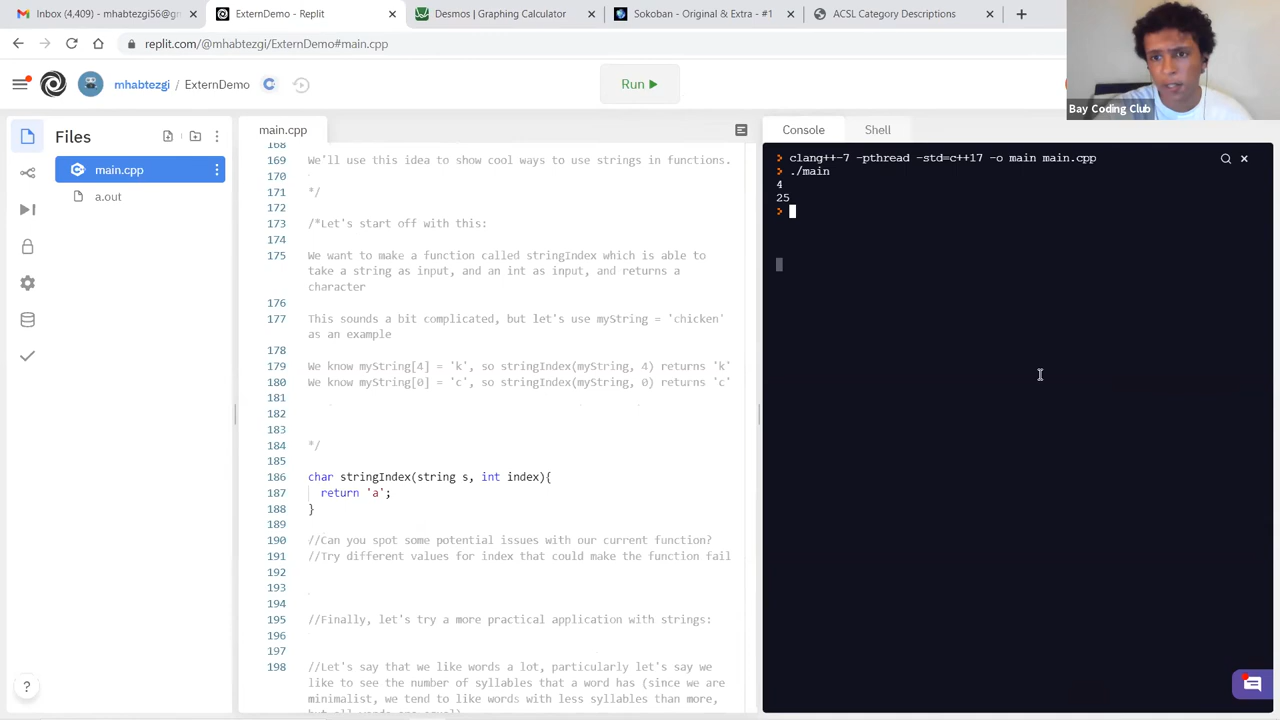 Inbox (4,409) - mhabtezgi56@gm
ExternDemo - Replit
Desmos | Graphing Calculator
Sokoban - Original & Extra - #1
ACSL Category Descriptions
replit.com/@mhabtezgi/ExternDemo#main.cpp
mhabtezgi / ExternDemo
Run
Bay Coding Club
Files
main.cpp
a.out
main.cpp
168
169 We'll use this idea to show cool ways to use strings in functions.
170
171 */
172
173 /*Let's start off with this:
174
175 We want to make a function called stringIndex which is able to
take a string as input, and an int as input, and returns a
character
176
177 This sounds a bit complicated, but let's use myString = 'chicken'
as an example
178
179 We know myString[4] = 'k', so stringIndex(myString, 4) returns 'k'
180 We know myString[0] = 'c', so stringIndex(myString, 0) returns 'c'
181
182
183
184 */
185
186 char stringIndex(string s, int index){
187 return 'a';
188 }
189
190 //Can you spot some potential issues with our current function?
191 //Try different values for index that could make the function fail
192
193
194
195 //Finally, let's try a more practical application with strings:
196
197
198 //Let's say that we like words a lot, particularly let's say we
like to see the number of syllables that a word has (since we are
minimalist, we tend to like words with less syllables than more,
but all words are equal)
Console
Shell
> clang++-7 -pthread -std=c++17 -o main main.cpp
> ./main
4
25
>
?